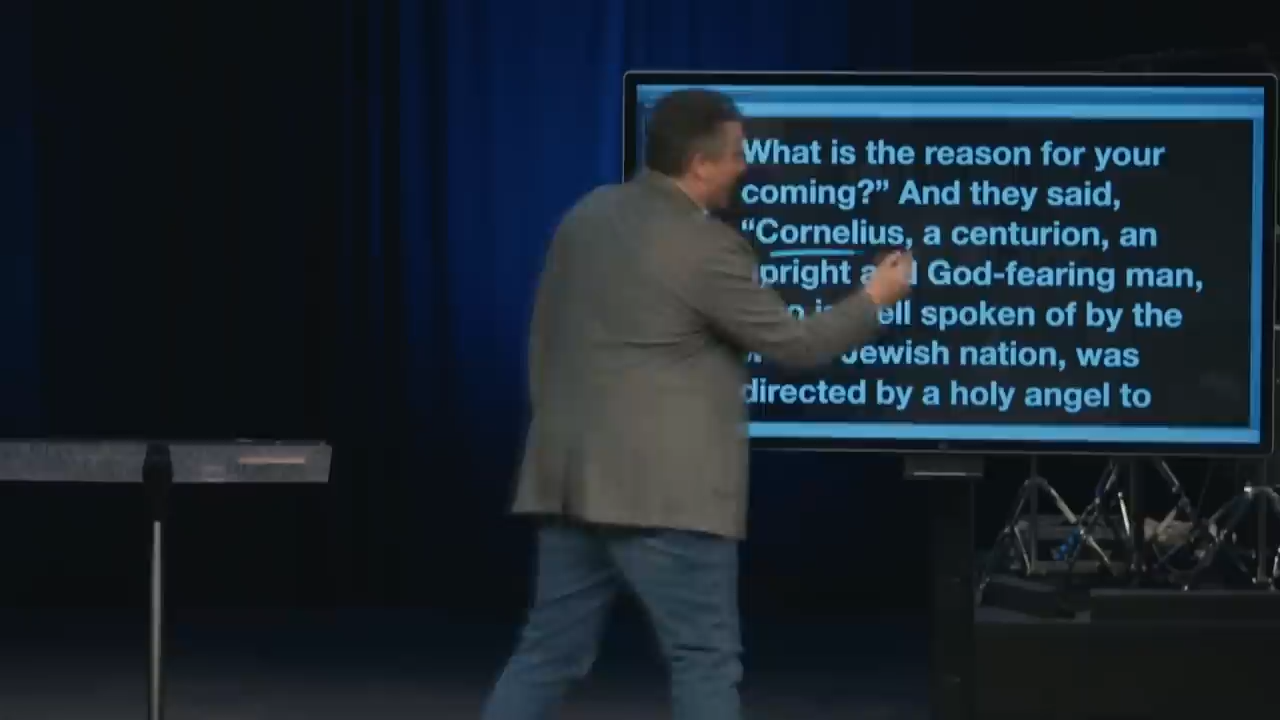 What is the reason for your
coming?” And they said,
“Cornelius, a centurion, an
God-fearing man,
spoken of by the
Jewish nation, was
directed by a holy angel to